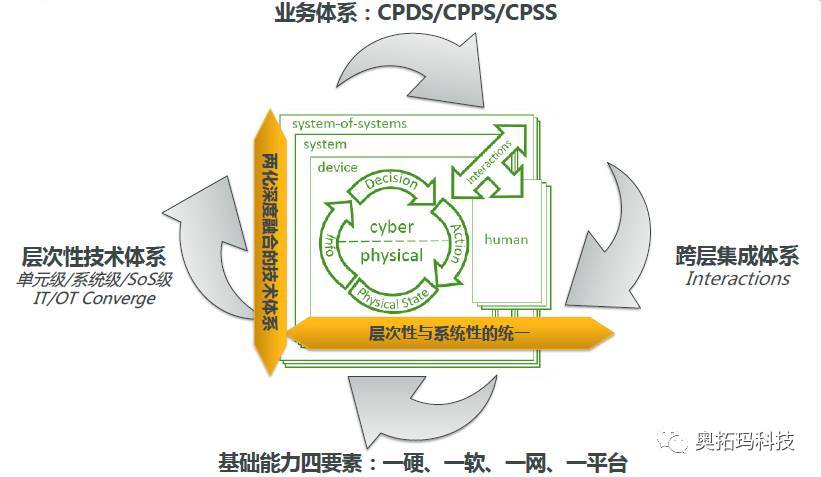 业务体系：CPDS/CPPS/CPSS
system-of-systems
system
device
Interactions
Decision
Action
Info
cyber
physical
Physical State
human
两化深度融合的技术体系
层次性技术体系
单元级/系统级/SoS级
IT/OT Converge
跨层集成体系
Interactions
层次性与系统性的统一
基础能力四要素：一硬、一软、一网、一平台
奥拓玛科技